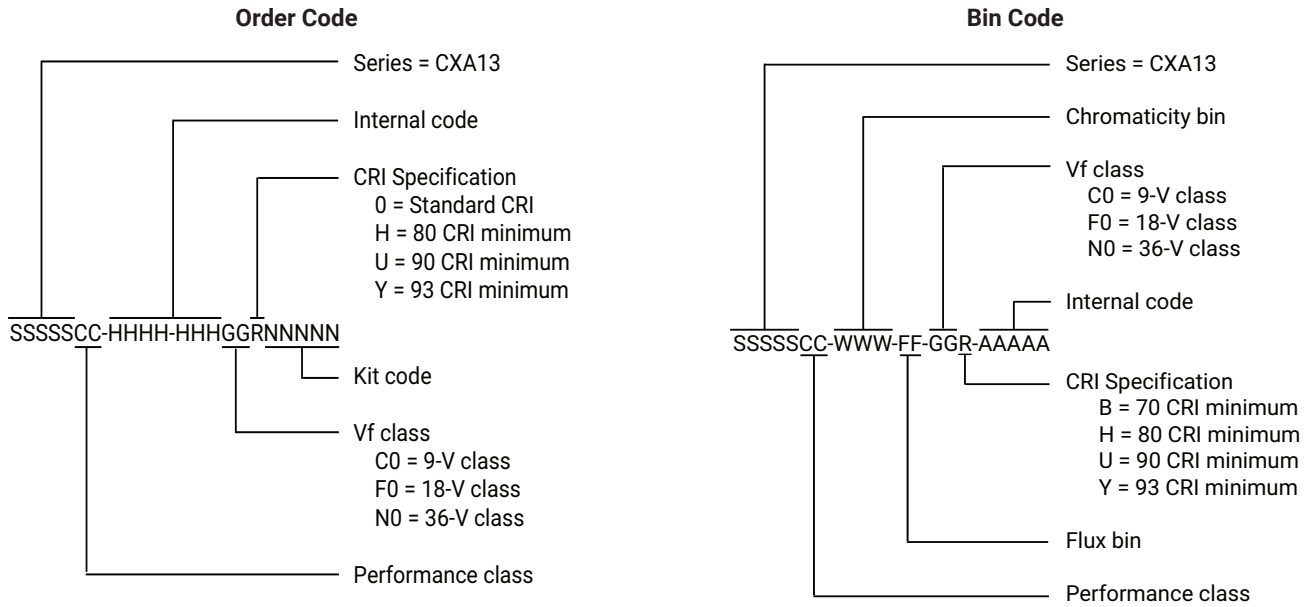 Order Code
Series = CXA13
Internal code
CRI Specification
0 = Standard CRI
H = 80 CRI minimum
U = 90 CRI minimum
Y = 93 CRI minimum
SSSSSCC-HHHH-HHHGGRNNNNN
Kit code
Vf class
C0 = 9-V class
F0 = 18-V class
N0 = 36-V class
Performance class
Bin Code
Series = CXA13
Chromaticity bin
Vf class
C0 = 9-V class
F0 = 18-V class
N0 = 36-V class
Internal code
SSSSSCC-WWW-FF-GGR-AAAAA
CRI Specification
B = 70 CRI minimum
H = 80 CRI minimum
U = 90 CRI minimum
Y = 93 CRI minimum
Flux bin
Performance class